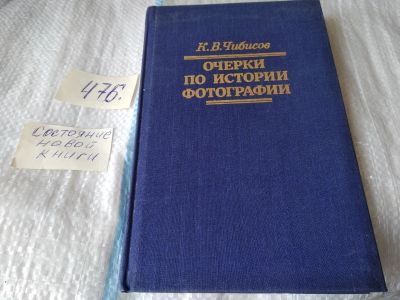 К.В.Чибисов
ОЧЕРКИ
ПО ИСТОРИИ
ФОТОГРАФИИ
476.
Состояние
новой
книги